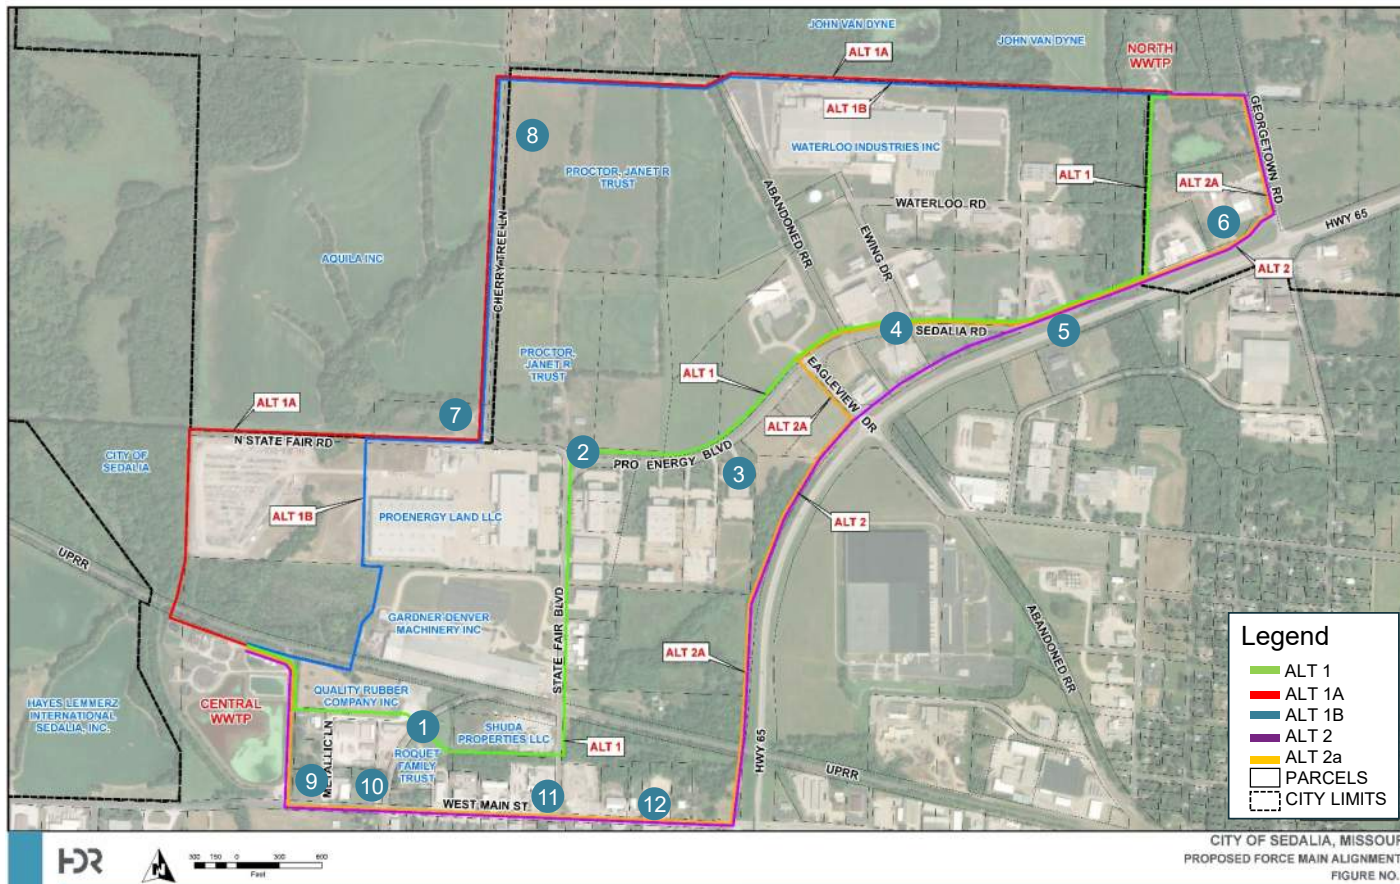 JOHN VAN DYNE
JOHN VAN DYNE
ALT 1A
NORTH
WWTP
ALT 1B
GEORGETOWN RD
8
WATERLOO INDUSTRIES INC
PROCTOR, JANET R
TRUST
ALT 1
ALT 2A
ABANDONED RR
WATERLOO RD
6
HWY 65
CHERRY TREE LN
EWING DR
AQUILA INC
ALT 2
4
SEDALIA RD
5
PROCTOR,
JANET R
TRUST
EAGLEVIEW DR
ALT 1
ALT 1A
7
ALT 2A
N STATE FAIR RD
2
PRO ENERGY BLVD
3
CITY OF
SEDALIA
ALT 1B
PROENERGY LAND LLC
ALT 2
UPRR
STATE FAIR BLVD
GARDNER DENVER
MACHINERY INC
ABANDONED RR
ALT 2A
HAYES LEMMERZ
INTERNATIONAL
SEDALIA, INC.
CENTRAL
WWTP
QUALITY RUBBER
COMPANY INC
1
SHUDA
PROPERTIES LLC
ALT 1
HWY 65
ROQUET
FAMILY
TRUST
METALLIC LN
UPRR
9
10
11
12
WEST MAIN ST.
Legend
ALT 1
ALT 1A
ALT 1B
ALT 2
ALT 2a
PARCELS
CITY LIMITS
HDR
N
300 150 0 300 600
Feet
CITY OF SEDALIA, MISSOUR
PROPOSED FORCE MAIN ALIGNMENT
FIGURE NO.